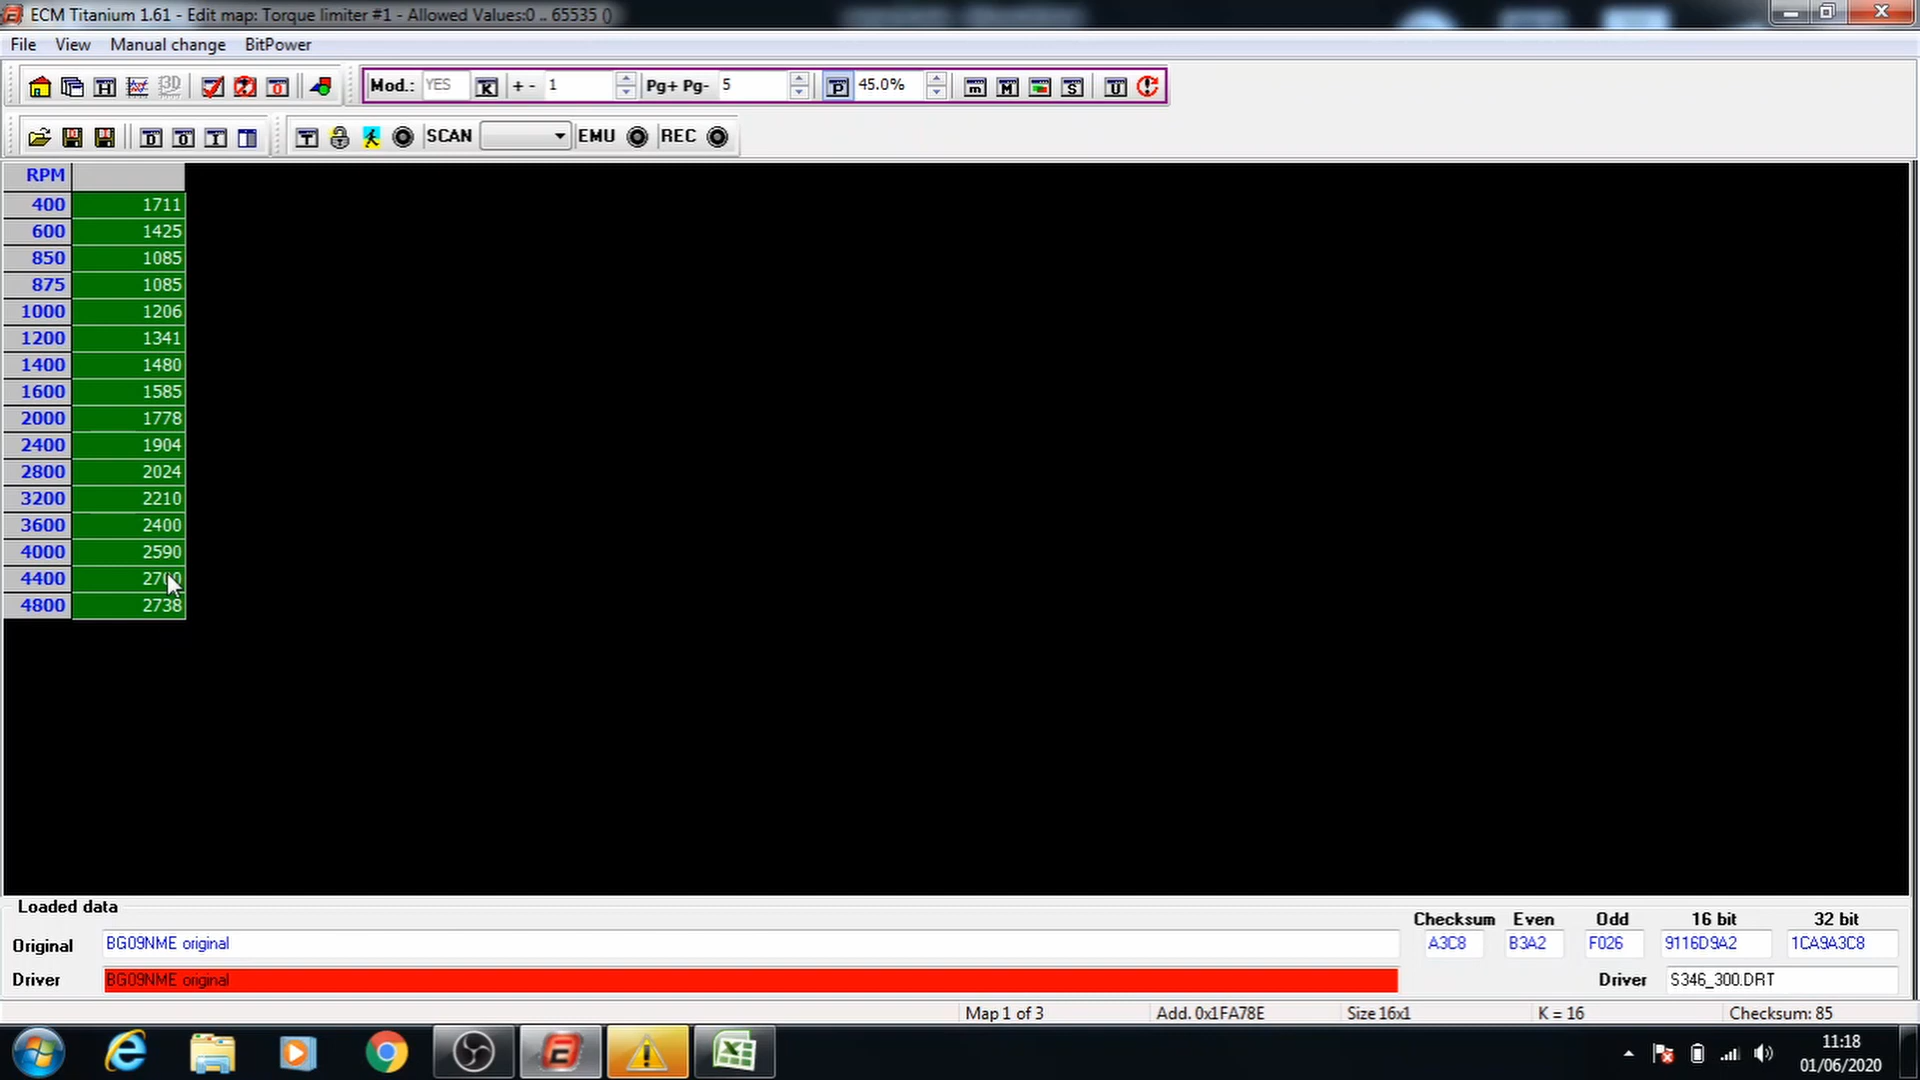 ECM Titanium 1.61 - Edit map: Torque limiter #1 - Allowed Values:0 .. 65535 ()
File View Manual change BitPower
Mod.: YES K + - 1 Pg+ Pg- 5 P 45.0% m M S U
D O I T SCAN EMU REC
RPM
400 1711
600 1425
850 1085
875 1085
1000 1206
1200 1341
1400 1480
1600 1585
2000 1778
2400 1904
2800 2024
3200 2210
3600 2400
4000 2590
4400
4800 2738
Loaded data
Checksum Even Odd 16 bit 32 bit
Original BG09NME original A3C8 B3A2 F026 9116D9A2 1CA9A3C8
Driver BG09NME original Driver S346_300.DRT
Map 1 of 3 Add. 0x1FA78E Size 16x1 K = 16 Checksum: 85
11:18
01/06/2020